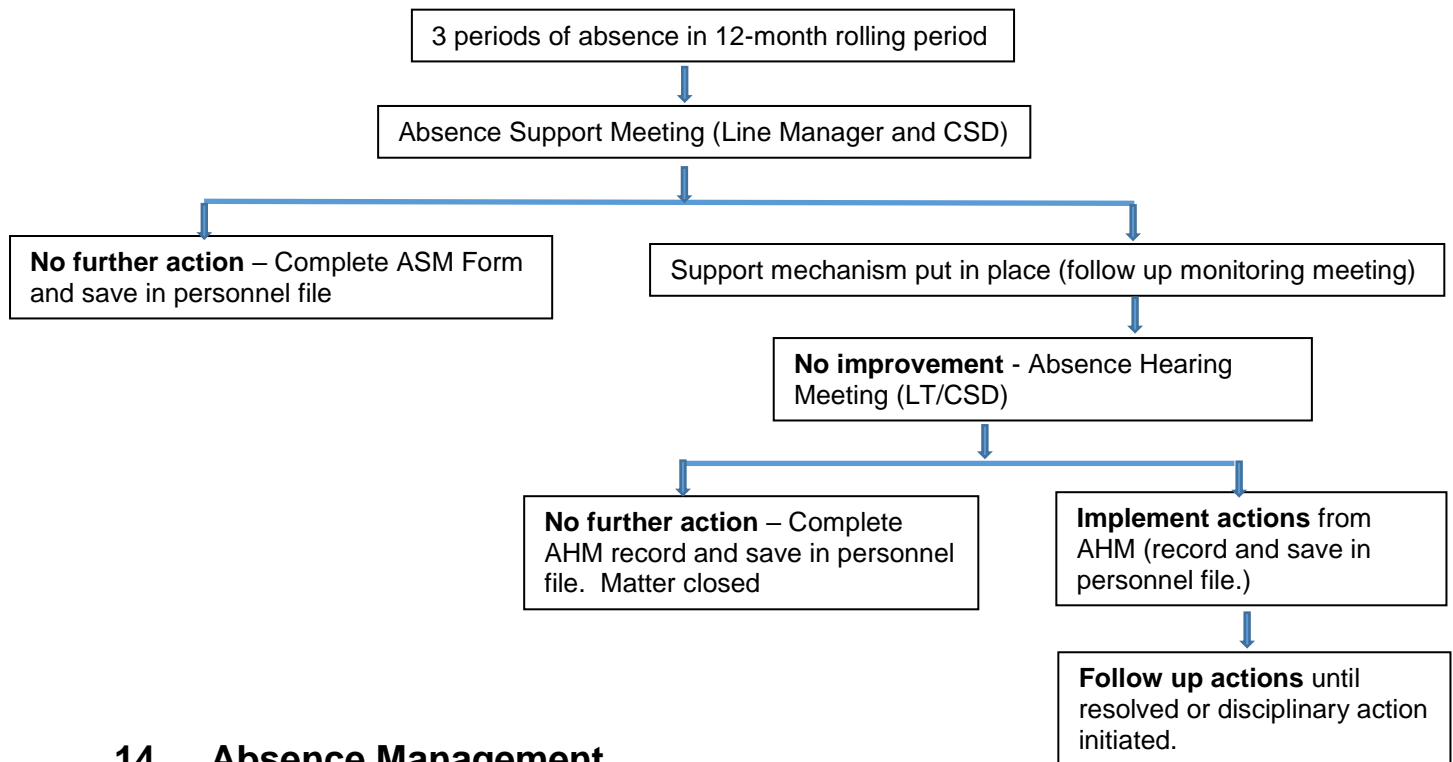 3 periods of absence in 12-month rolling period
Absence Support Meeting (Line Manager and CSD)
No further action – Complete ASM Form
and save in personnel file
Support mechanism put in place (follow up monitoring meeting)
No improvement - Absence Hearing
Meeting (LT/CSD)
No further action – Complete
AHM record and save in personnel
file.  Matter closed
Implement actions from
AHM (record and save in
personnel file.)
Follow up actions until
resolved or disciplinary action
initiated.
14 Absence Management